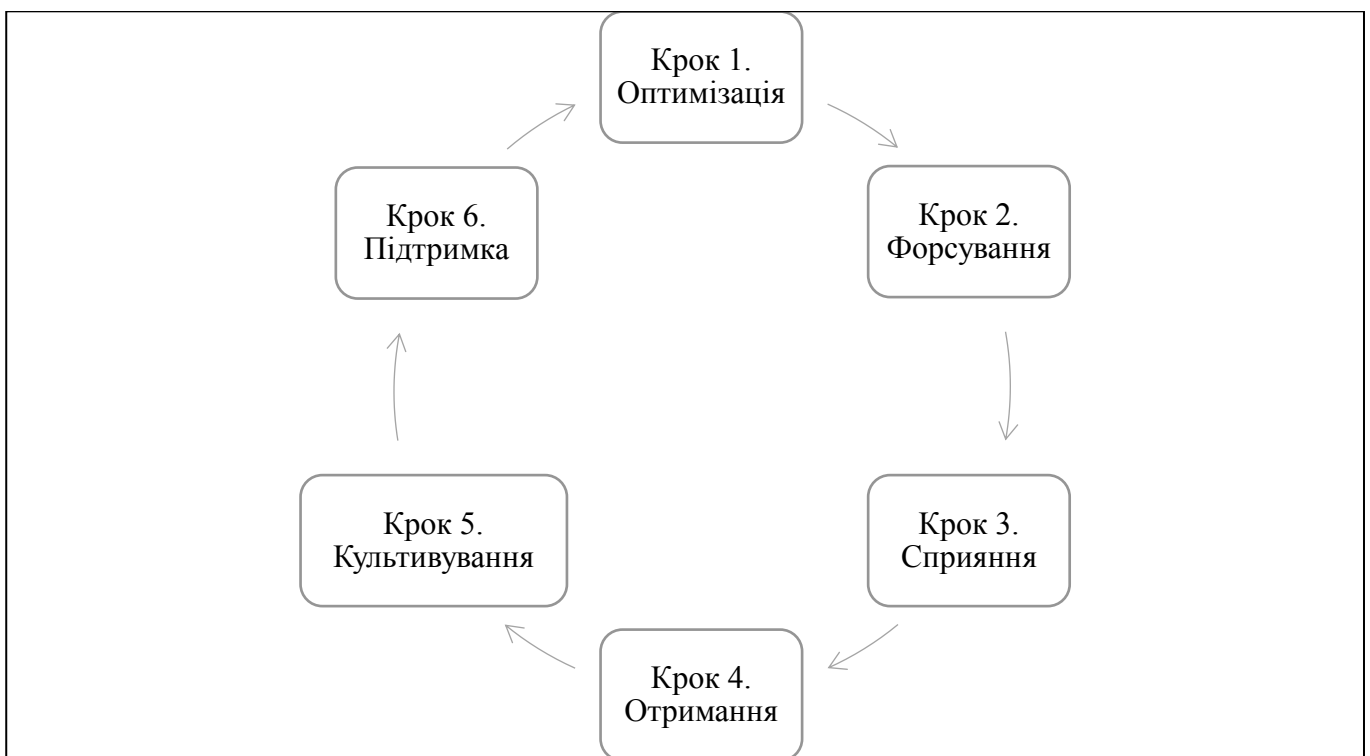 Крок 1.
Оптимізація
Крок 2.
Форсування
Крок 3.
Сприяння
Крок 4.
Отримання
Крок 5.
Культивування
Крок 6.
Підтримка